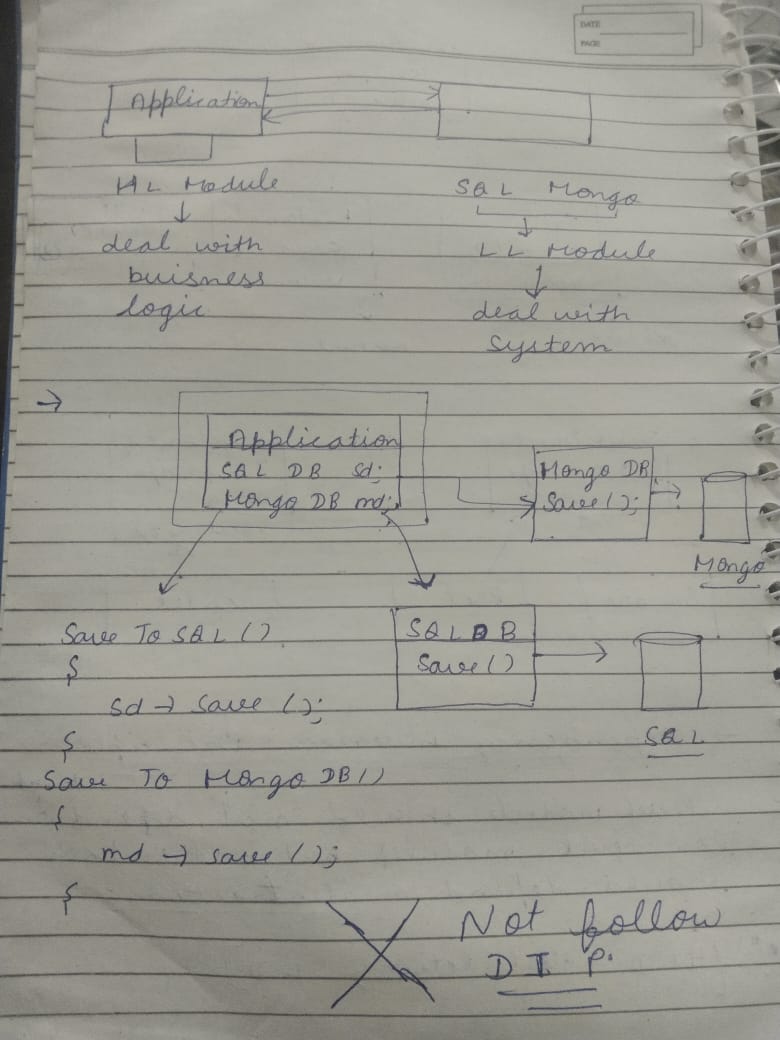 DATE
PAGE
Application
HL Module
SQL Mongo
↓
↓
deal with
LL Module
buisness
↓
logic
deal with
system
→
Application
SQL DB sd;
Mongo DB md;
Mongo DB
Save();
Mongo
Save To SQL ()
{
sd → save ();
{
SQL DB
Save()
SQL
Save To Mongo DB()
{
md → save ();
{
Not follow
D I P.